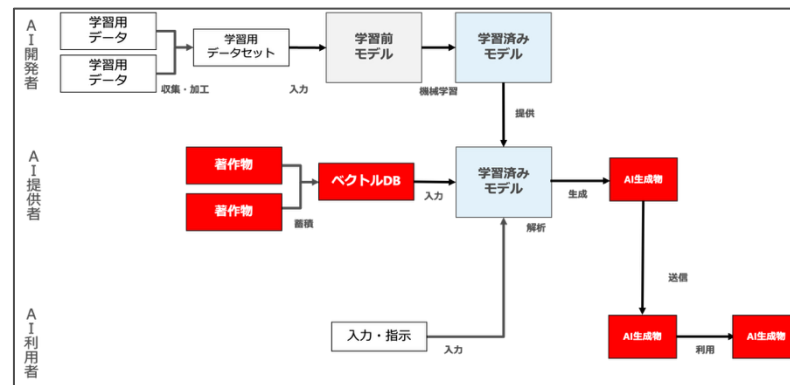 AI開発者
学習用
データ
学習用
データ
収集・加工
学習用
データセット
入力
学習前
モデル
機械学習
学習済み
モデル
提供
AI提供者
著作物
著作物
蓄積
ベクトルDB
入力
学習済み
モデル
解析
生成
AI生成物
送信
AI利用者
入力・指示
入力
AI生成物
利用
AI生成物